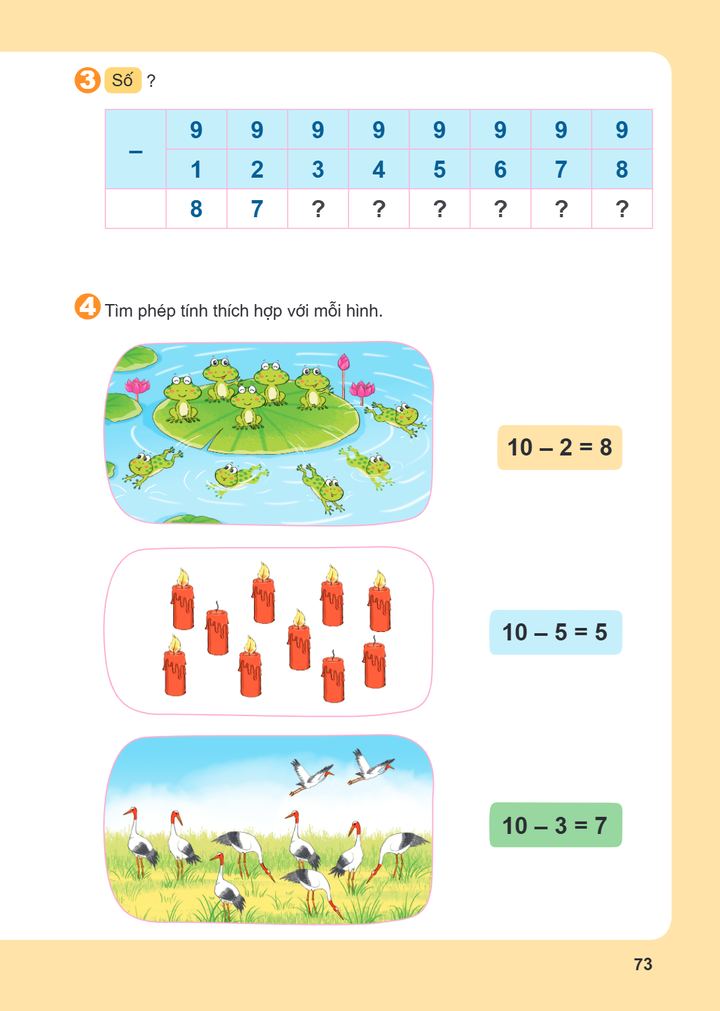 3 Số ?
– 9 9 9 9 9 9 9 9
1 2 3 4 5 6 7 8
8 7 ? ? ? ? ? ?
4 Tìm phép tính thích hợp với mỗi hình.
10 – 2 = 8
10 – 5 = 5
10 – 3 = 7
73